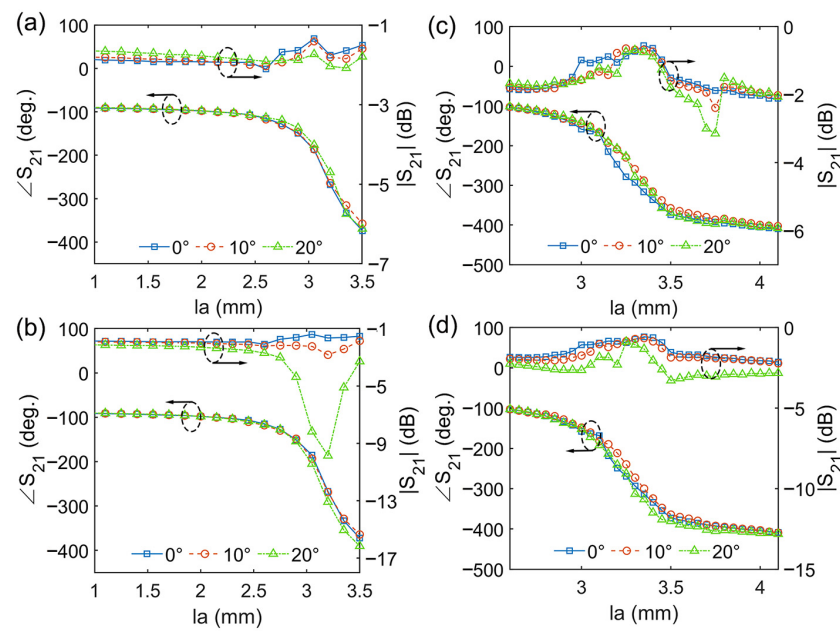 (a)
100
0
−100
−200
−300
−400
∠S21 (deg.)
−1
−3
−5
−7
|S21| (dB)
0° 10° 20°
1 1.5 2 2.5 3 3.5
la (mm)
(c)
100
0
−100
−200
−300
−400
−500
∠S21 (deg.)
0
−2
−4
−6
|S21| (dB)
0° 10° 20°
3 3.5 4
la (mm)
(b)
100
0
−100
−200
−300
−400
∠S21 (deg.)
−1
−5
−9
−13
−17
|S21| (dB)
0° 10° 20°
1 1.5 2 2.5 3 3.5
la (mm)
(d)
100
0
−100
−200
−300
−400
−500
∠S21 (deg.)
0
−5
−10
−15
|S21| (dB)
0° 10° 20°
3 3.5 4
la (mm)